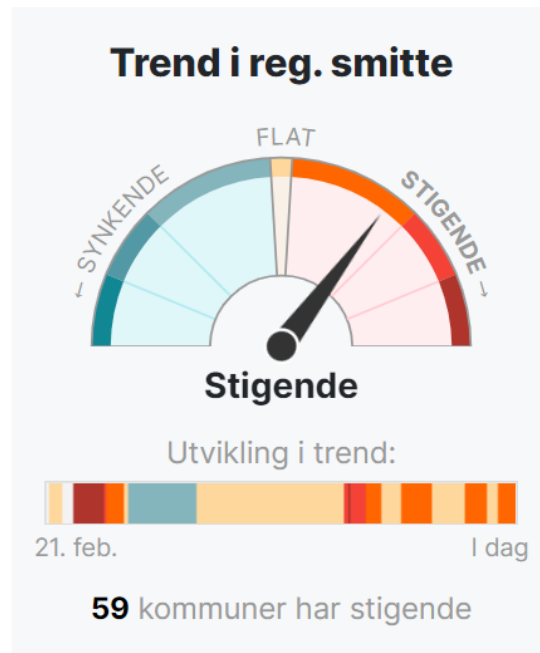 Trend i reg. smitte
FLAT
← SYNKENDE
STIGENDE →
Stigende
Utvikling i trend:
21. feb.
I dag
59 kommuner har stigende